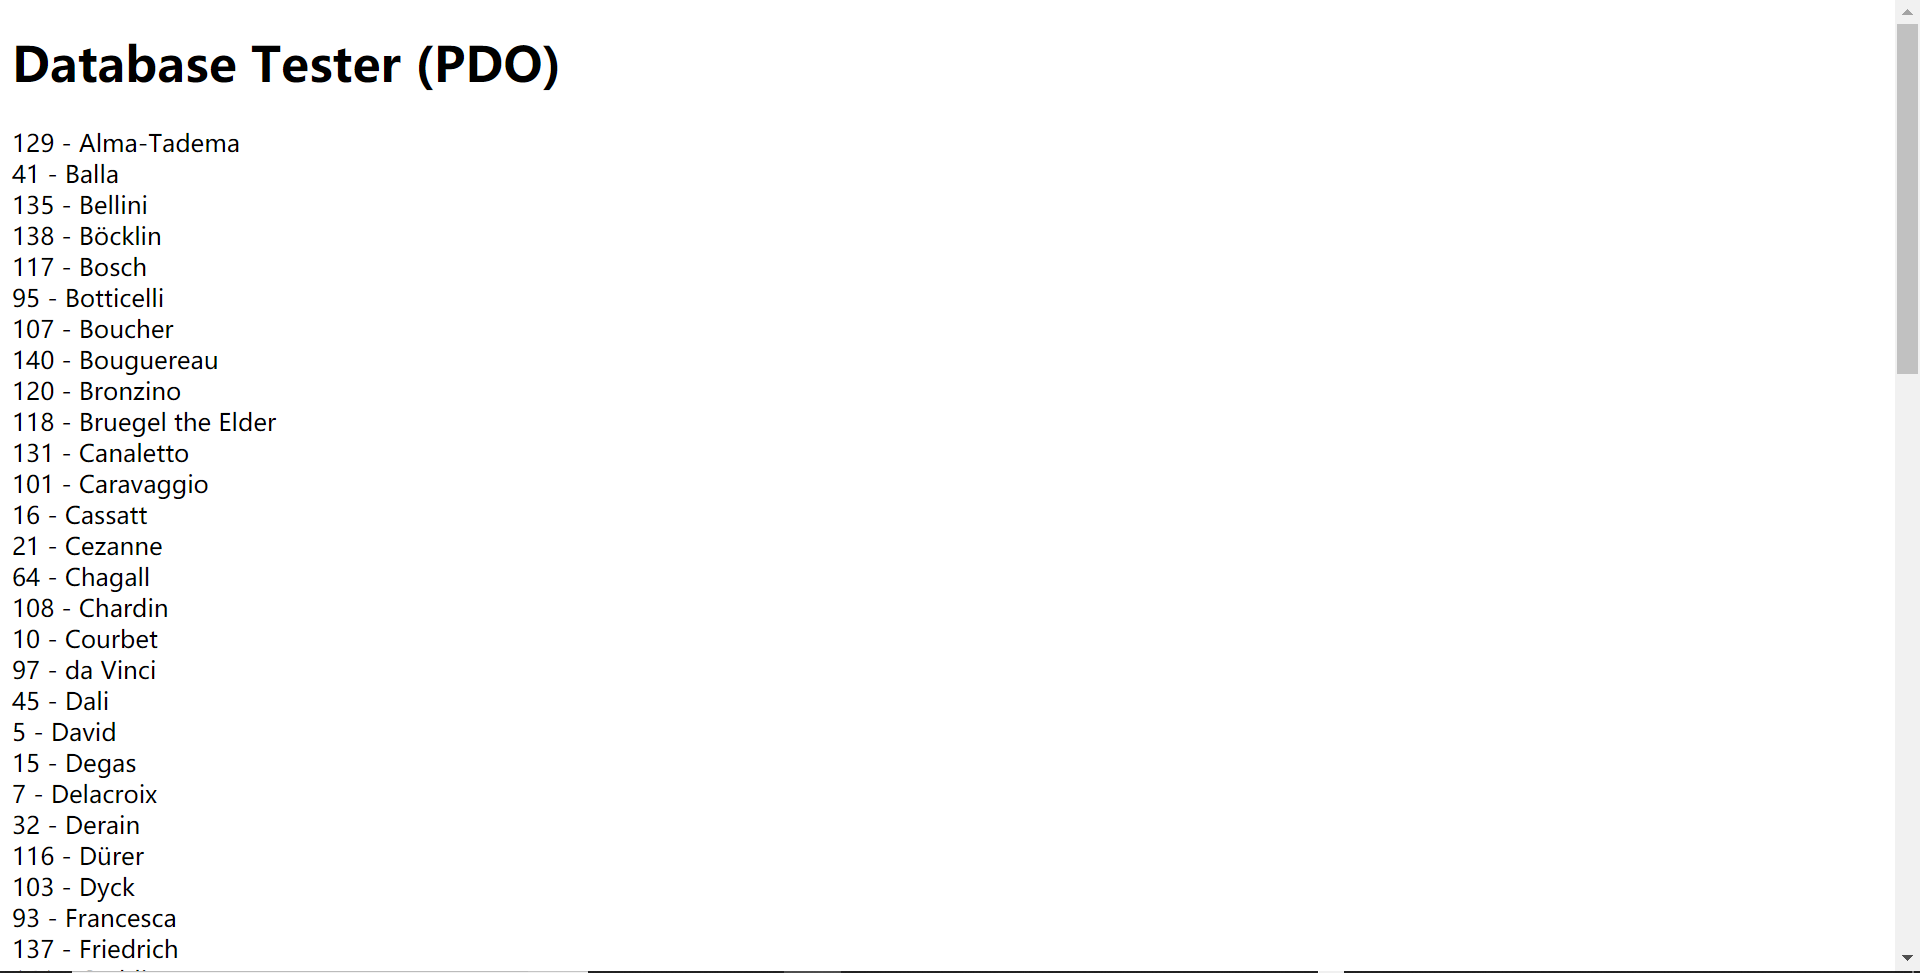 Database Tester (PDO)
129 - Alma-Tadema
41 - Balla
135 - Bellini
138 - Böcklin
117 - Bosch
95 - Botticelli
107 - Boucher
140 - Bouguereau
120 - Bronzino
118 - Bruegel the Elder
131 - Canaletto
101 - Caravaggio
16 - Cassatt
21 - Cezanne
64 - Chagall
108 - Chardin
10 - Courbet
97 - da Vinci
45 - Dali
5 - David
15 - Degas
7 - Delacroix
32 - Derain
116 - Dürer
103 - Dyck
93 - Francesca
137 - Friedrich